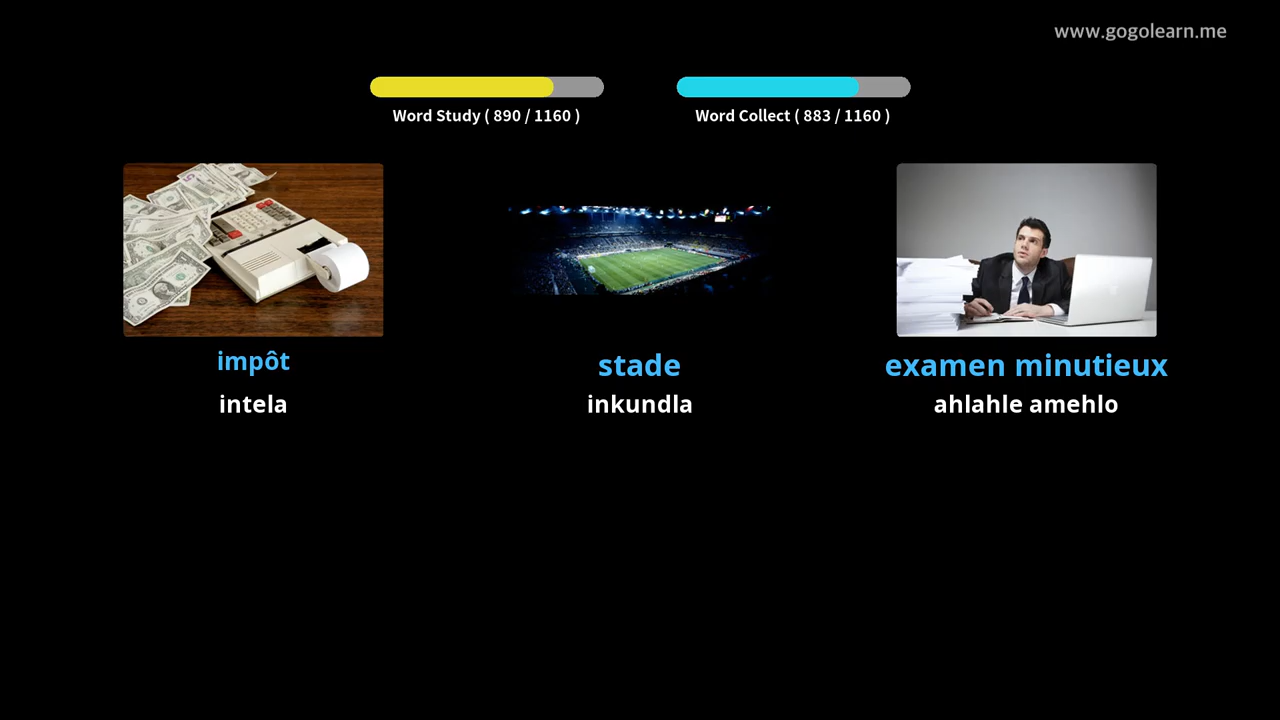 www.gogolearn.me
Word Study ( 890 / 1160 )
Word Collect ( 883 / 1160 )
impôt
stade
examen minutieux
intela
inkundla
ahlahle amehlo